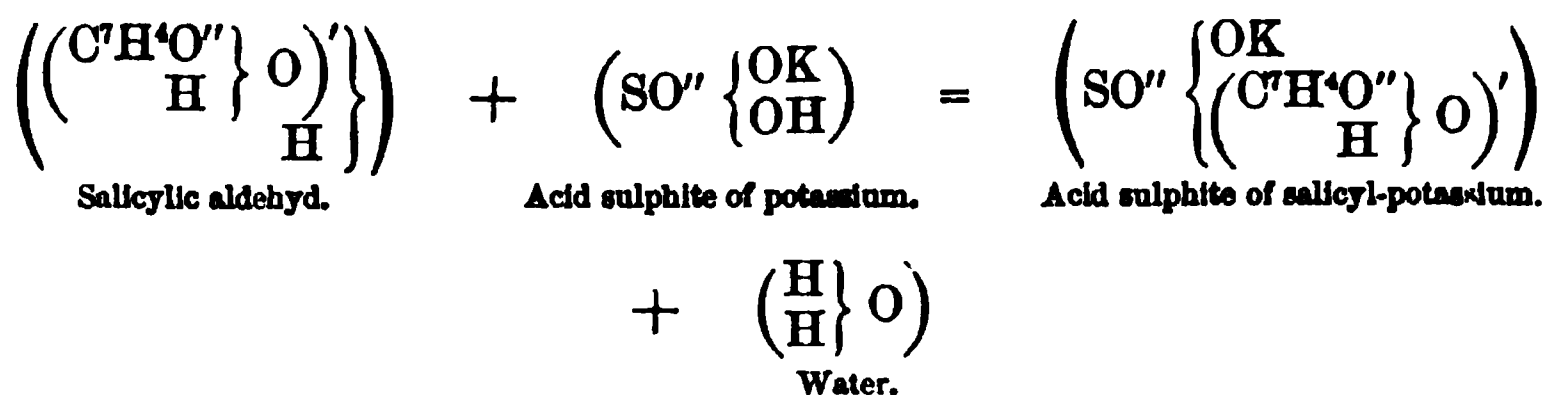 ((C⁷H⁴O″ H} O)′ H}) + (SO″ {OK OH) = (SO″ {OK (C⁷H⁴O″ H} O)′)
Salicylic aldehyd. Acid sulphite of potassium. Acid sulphite of salicyl-potassium.
+ (H H} O)
Water.